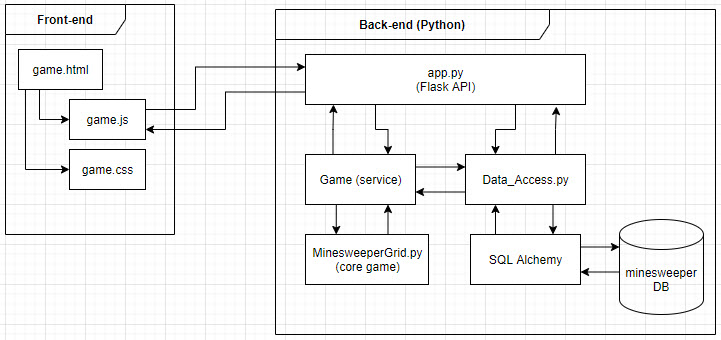 Front-end
Back-end (Python)
game.html
game.js
game.css
app.py
(Flask API)
Game (service)
Data_Access.py
MinesweeperGrid.py
(core game)
SQL Alchemy
minesweeper
DB